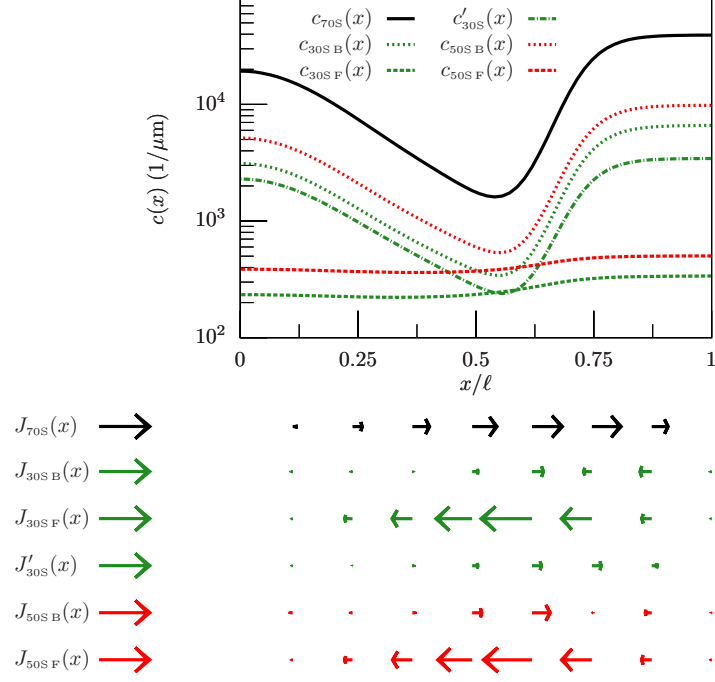 c70S(x) c′30S(x)
c30S B(x) c50S B(x)
c30S F(x) c50S F(x)
10^4
10^3
10^2
c(x) (1/μm)
0 0.25 0.5 0.75 1
x/ℓ
J70S(x)
J30S B(x)
J30S F(x)
J′30S(x)
J50S B(x)
J50S F(x)